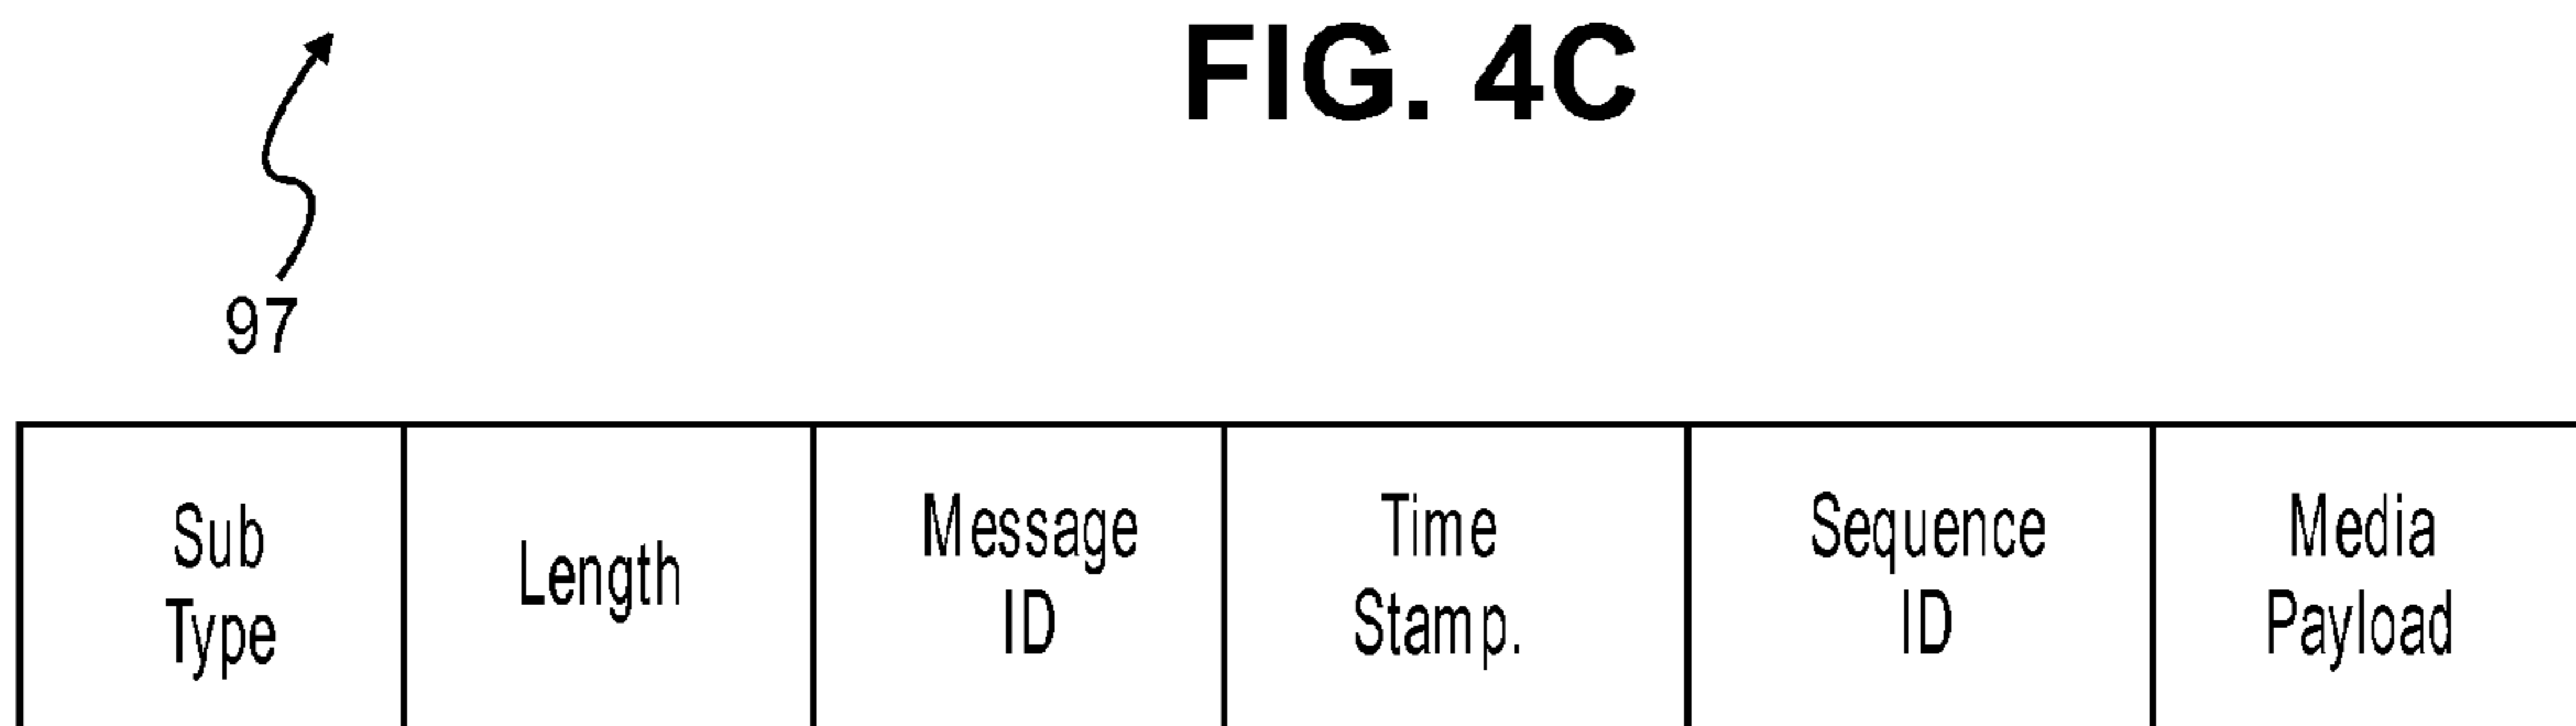 FIG. 4C
97
Sub
Type
Length
Message
ID
Time
Stamp.
Sequence
ID
Media
Payload